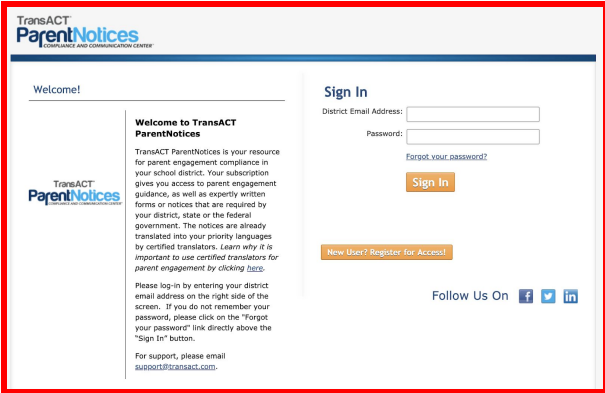 TransACT
ParentNotices
COMPLIANCE AND COMMUNICATION CENTER
Welcome!
TransACT
ParentNotices
COMPLIANCE AND COMMUNICATION CENTER
Welcome to TransACT
ParentNotices
TransACT ParentNotices is your resource
for parent engagement compliance in
your school district. Your subscription
gives you access to parent engagement
guidance, as well as expertly written
forms or notices that are required by
your district, state or the federal
government. The notices are already
translated into your priority languages
by certified translators. Learn why it is
important to use certified translators for
parent engagement by clicking here.
Please log-in by entering your district
email address on the right side of the
screen.  If you do not remember your
password, please click on the "Forgot
your password" link directly above the
"Sign In" button.
For support, please email
support@transact.com.
Sign In
District Email Address:
Password:
Forgot your password?
Sign In
New User? Register for Access!
Follow Us On